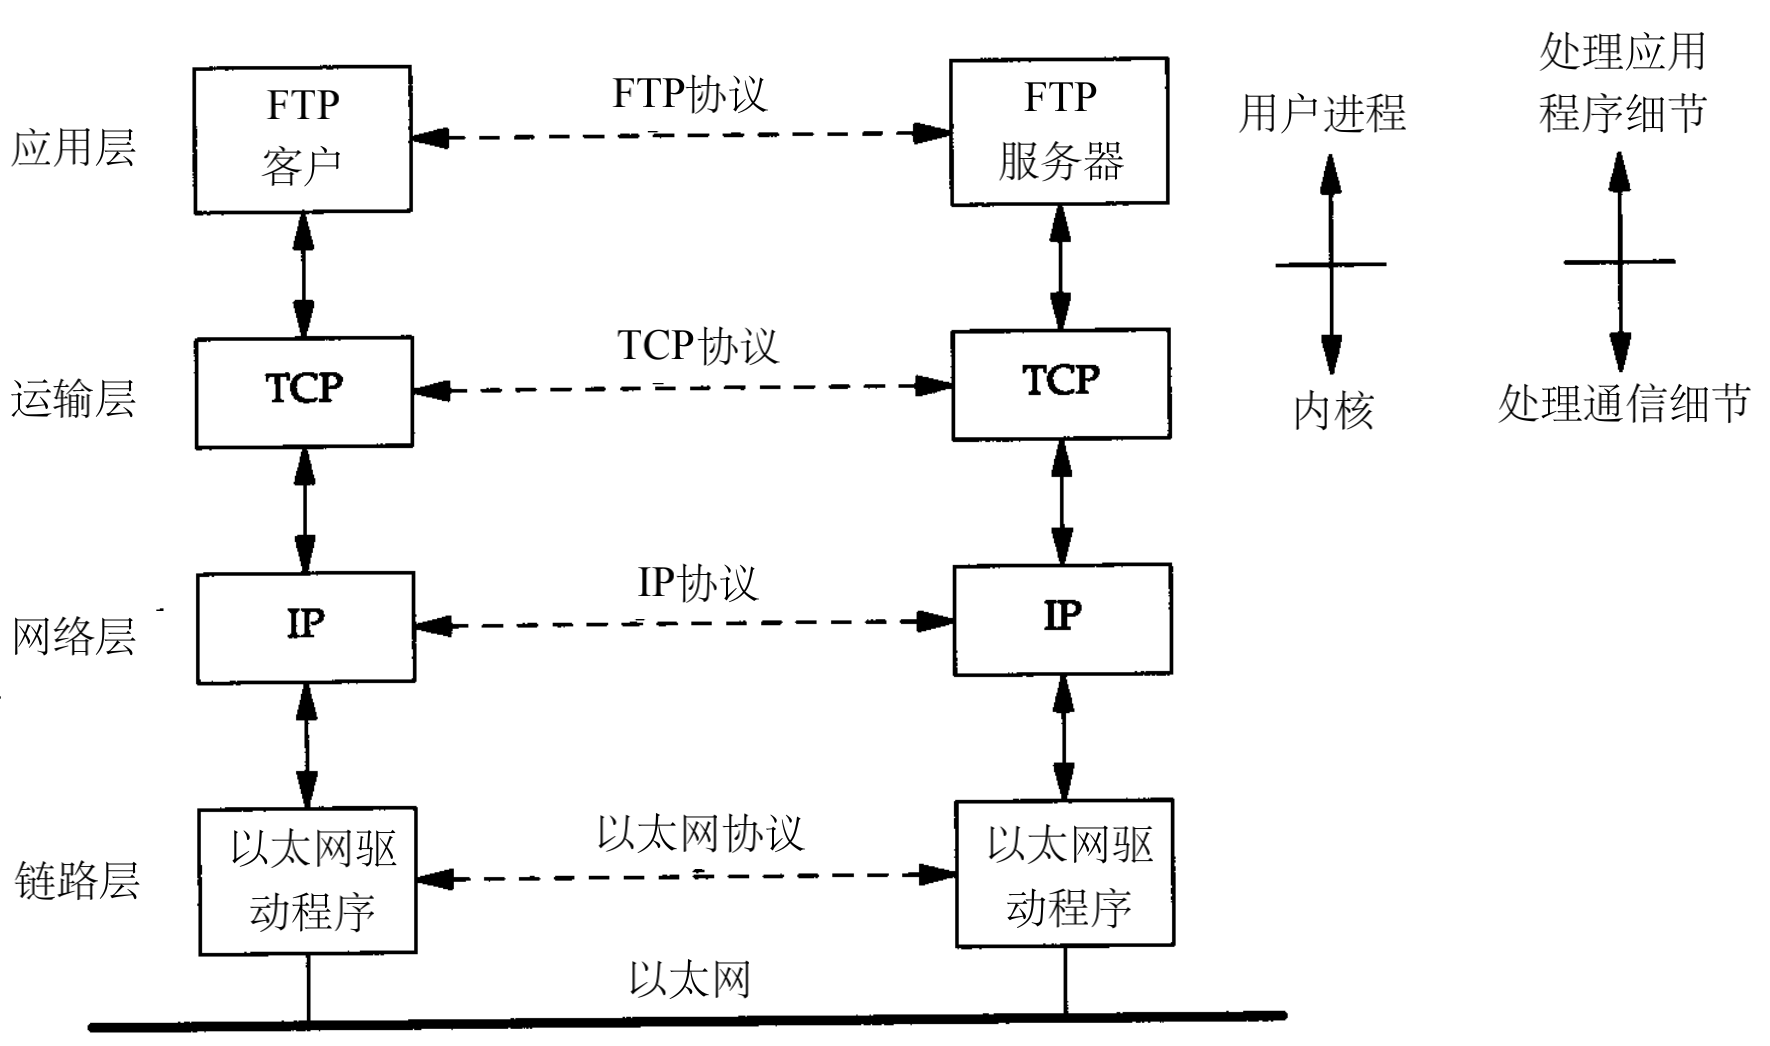 处理应用
程序细节
用户进程
FTP协议
应用层
FTP
客户
FTP
服务器
TCP协议
运输层
TCP
TCP
内核
处理通信细节
IP协议
网络层
IP
IP
以太网协议
链路层
以太网驱
动程序
以太网驱
动程序
以太网